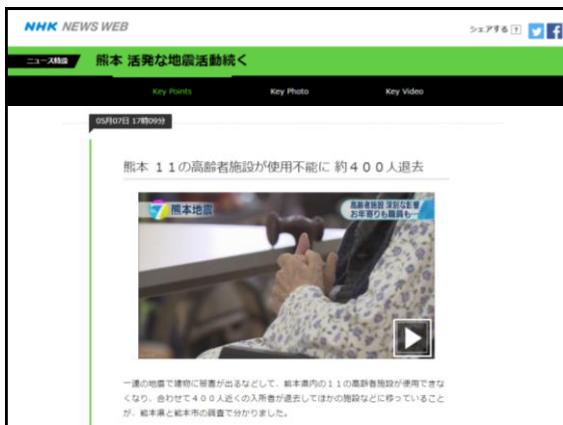 NHK NEWS WEB
シェアする ?
ニュース特設 熊本 活発な地震活動続く
Key Points Key Photo Key Video
05月07日 17時09分
熊本 11の高齢者施設が使用不能に 約400人退去
熊本地震
高齢者施設 深刻な影響
お年寄りも職員も…
一連の地震で建物に被害が出るなどして、熊本県内の11の高齢者施設が使用できな
くなり、合わせて400人近くの入所者が退去してほかの施設などに移っていること
が、熊本県と熊本市の調査で分かりました。